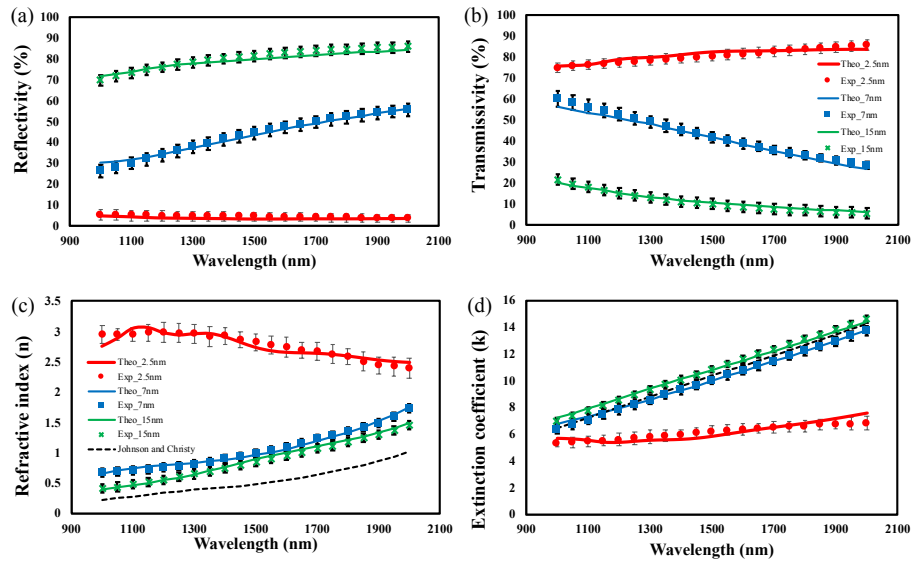 (a)
Reflectivity (%)
100
90
80
70
60
50
40
30
20
10
0
900 1100 1300 1500 1700 1900 2100
Wavelength (nm)
(b)
Transmissivity (%)
100
80
60
40
20
0
900 1100 1300 1500 1700 1900 2100
Wavelength (nm)
Theo_2.5nm
Exp_2.5nm
Theo_7nm
Exp_7nm
Theo_15nm
Exp_15nm
(c)
Refractive index (n)
3.5
3
2.5
2
1.5
1
0.5
0
900 1100 1300 1500 1700 1900 2100
Wavelength (nm)
Theo_2.5nm
Exp_2.5nm
Theo_7nm
Exp_7nm
Theo_15nm
Exp_15nm
Johnson and Christy
(d)
Extinction coefficient (k)
16
14
12
10
8
6
4
2
0
900 1100 1300 1500 1700 1900 2100
Wavelength (nm)